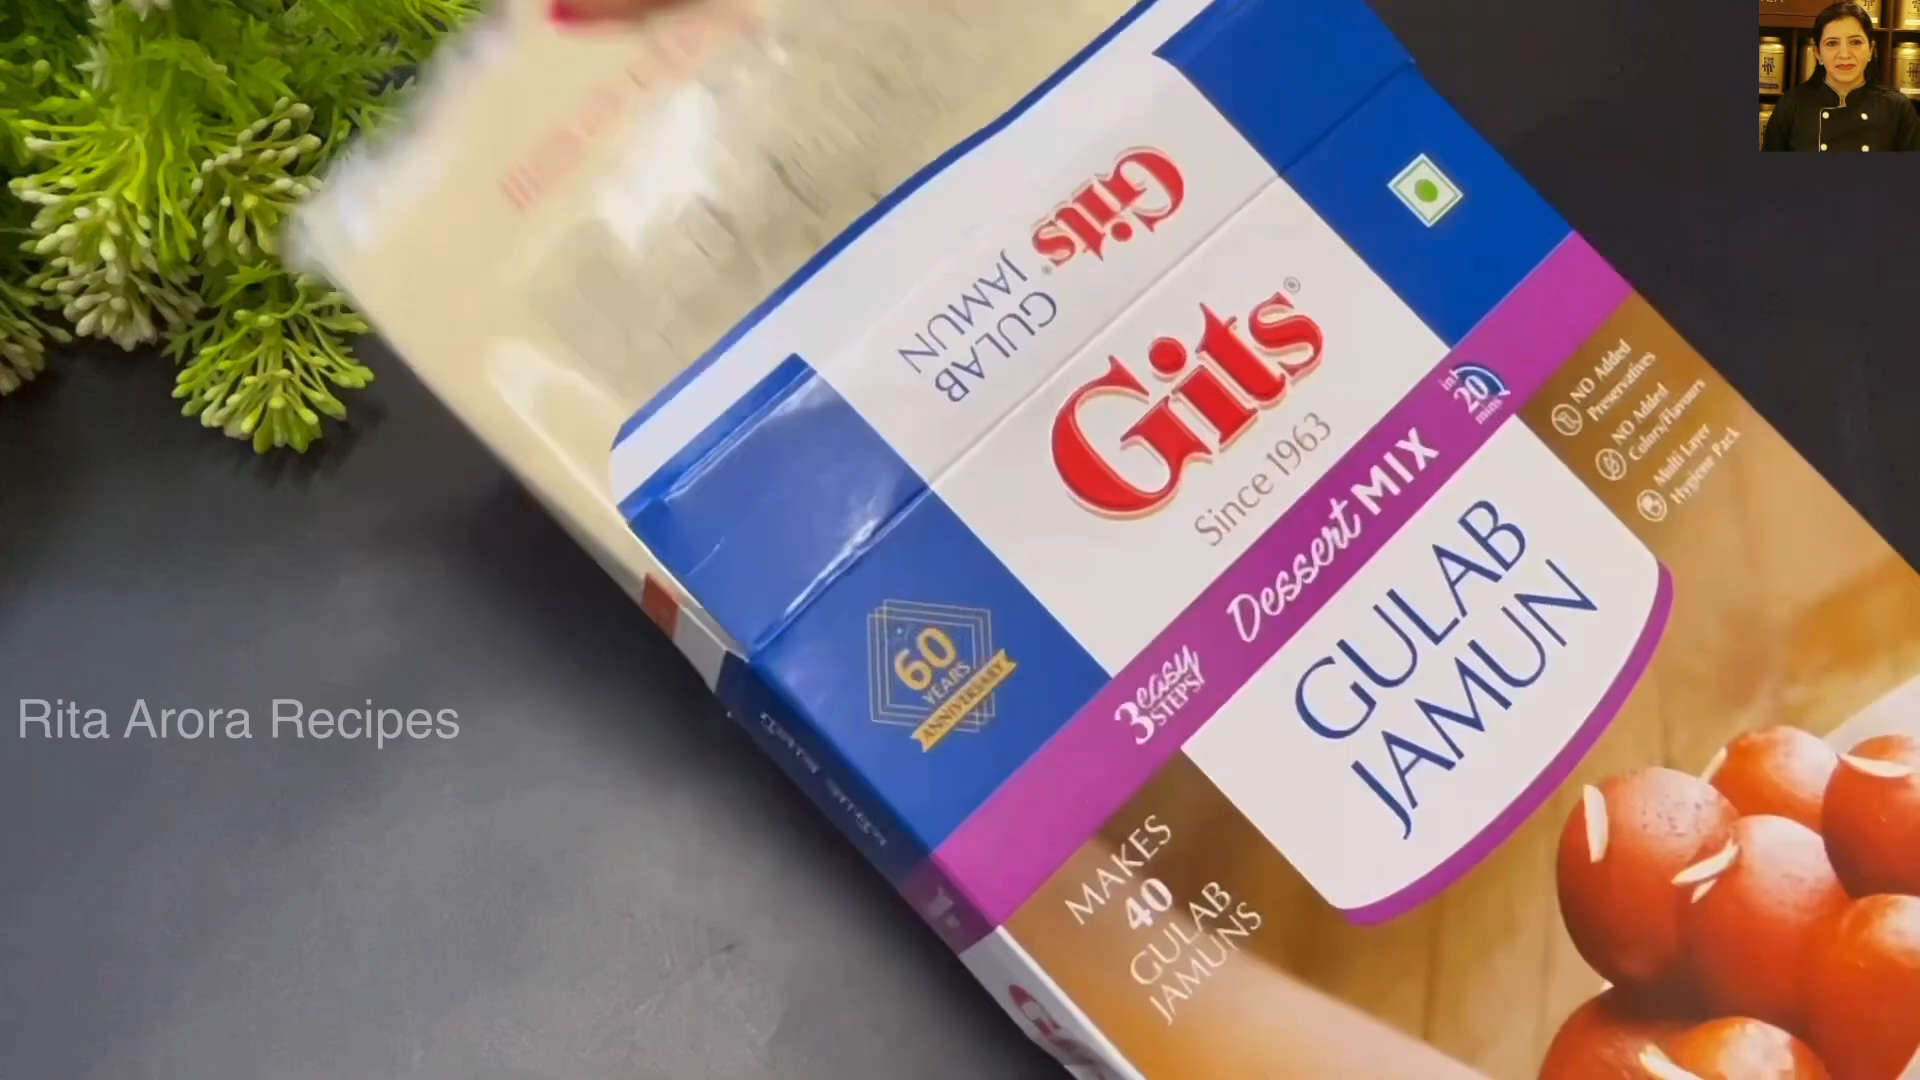 Gits
GULAB
JAMUN
Gits®
Since 1963
Dessert MIX
in 20 mins
3 easy STEPS!
60
YEARS
ANNIVERSARY
NO Added
Preservatives
NO Added
Colors/Flavours
Multi Layer
Hygiene Pack
GULAB
JAMUN
MAKES
40
GULAB
JAMUNS
Rita Arora Recipes